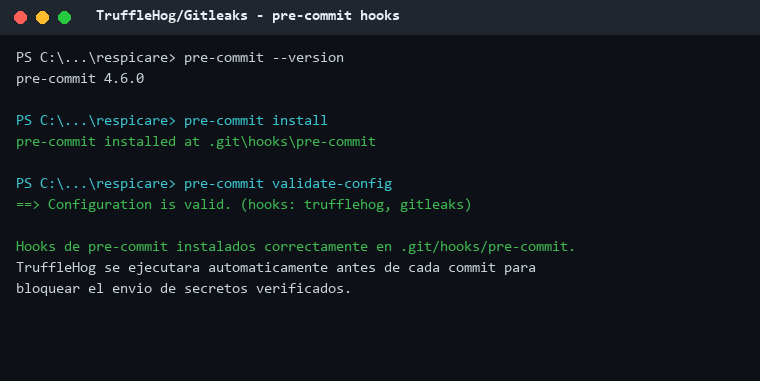 TruffleHog/Gitleaks - pre-commit hooks
PS C:\...\respicare> pre-commit --version
pre-commit 4.6.0
PS C:\...\respicare> pre-commit install
pre-commit installed at .git\hooks\pre-commit
PS C:\...\respicare> pre-commit validate-config
==> Configuration is valid. (hooks: trufflehog, gitleaks)
Hooks de pre-commit instalados correctamente en .git/hooks/pre-commit.
TruffleHog se ejecutara automaticamente antes de cada commit para
bloquear el envio de secretos verificados.